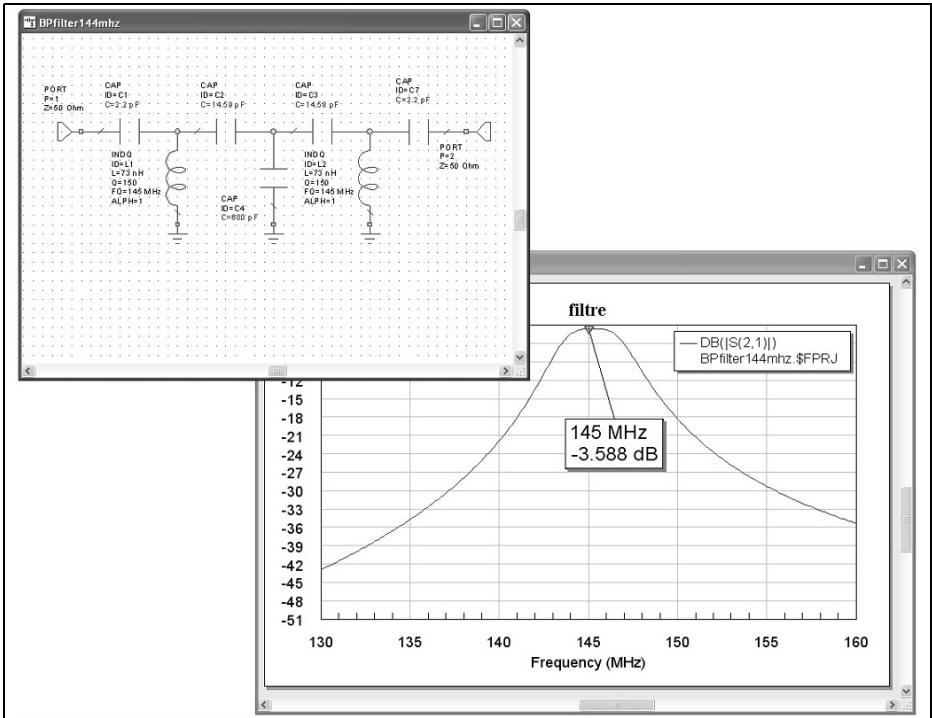 BPfilter144mhz
PORT
P=1
Z=50 Ohm
CAP
ID=C1
C=2.2 pF
CAP
ID=C2
C=14.59 pF
CAP
ID=C3
C=14.58 pF
CAP
ID=C7
C=2.2 pF
PORT
P=2
Z=50 Ohm
INDQ
ID=L1
L=73 nH
Q=150
FQ=145 MHz
ALPH=1
CAP
ID=C4
C=680 pF
INDQ
ID=L2
L=73 nH
Q=150
FQ=145 MHz
ALPH=1
filtre
DB(|S(2,1)|)
BPfilter144mhz.$FPRJ
145 MHz
-3.588 dB
-12
-15
-18
-21
-24
-27
-30
-33
-36
-39
-42
-45
-48
-51
130 135 140 145 150 155 160
Frequency (MHz)